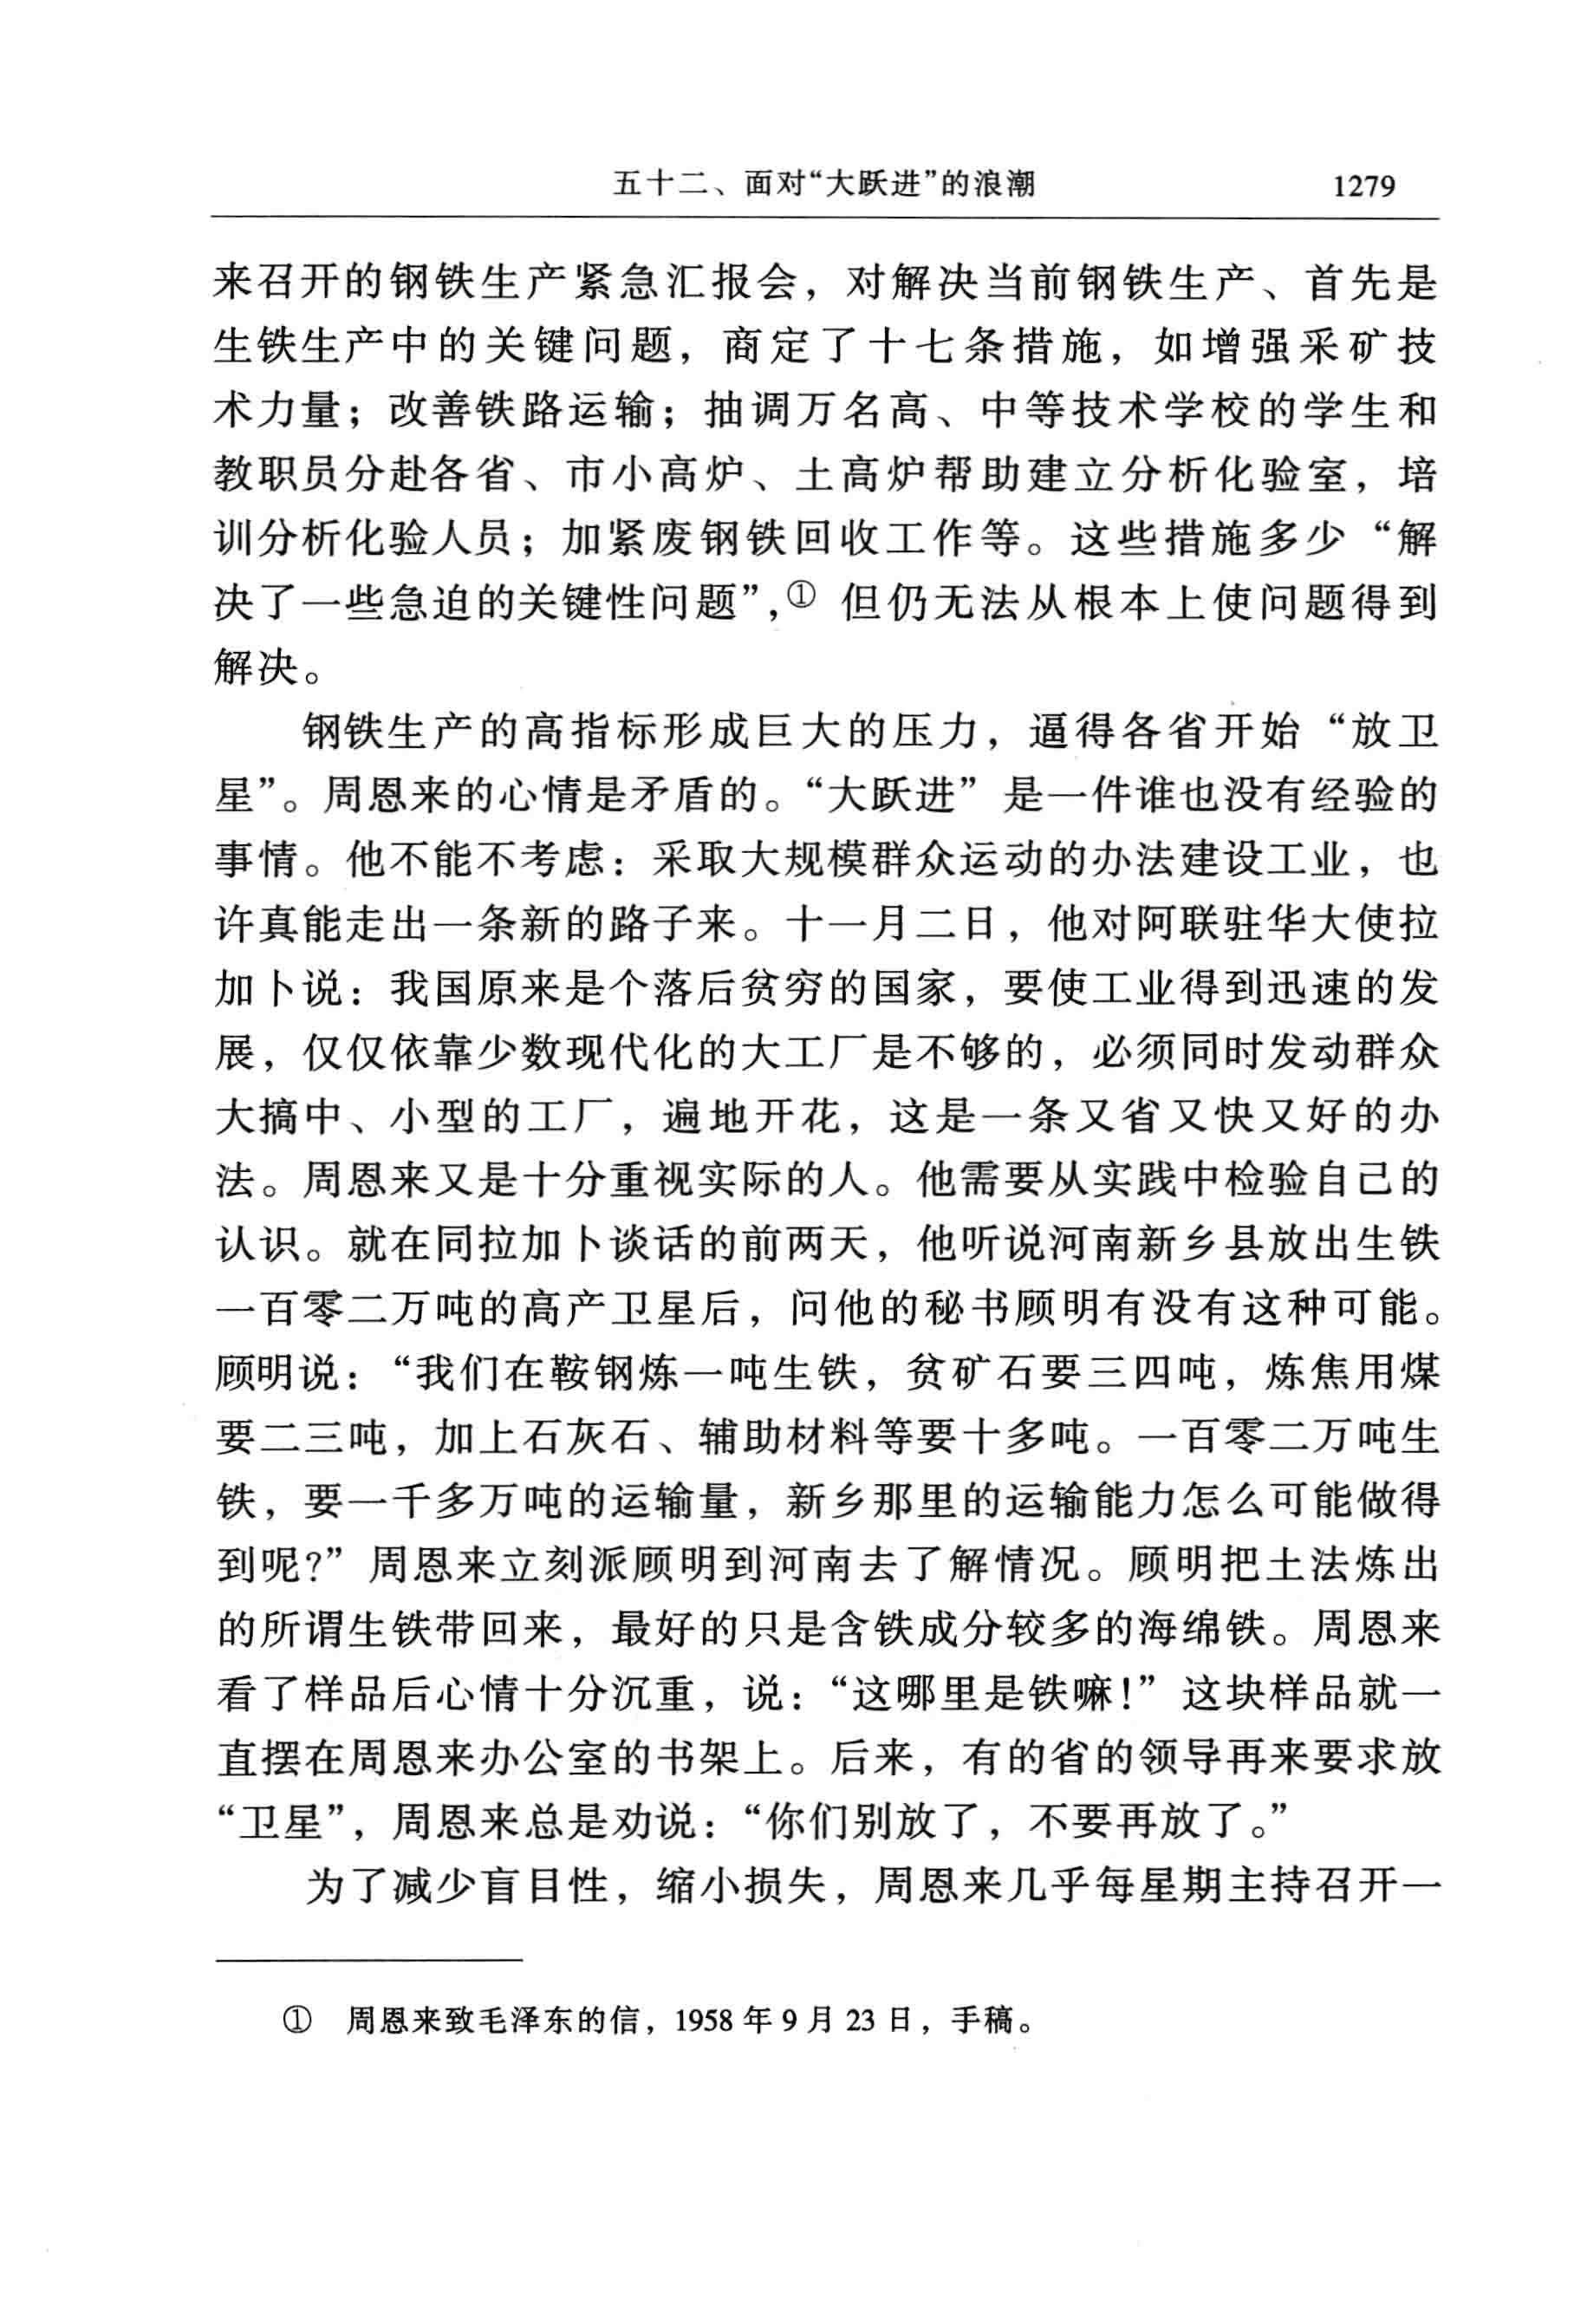 五十二、面对“大跃进”的浪潮 1279
来召开的钢铁生产紧急汇报会，对解决当前钢铁生产、首先是
生铁生产中的关键问题，商定了十七条措施，如增强采矿技
术力量；改善铁路运输；抽调万名高、中等技术学校的学生和
教职员分赴各省、市小高炉、土高炉帮助建立分析化验室，培
训分析化验人员；加紧废钢铁回收工作等。这些措施多少“解
决了一些急迫的关键性问题”，① 但仍无法从根本上使问题得到
解决。
钢铁生产的高指标形成巨大的压力，逼得各省开始“放卫
星”。周恩来的心情是矛盾的。“大跃进”是一件谁也没有经验的
事情。他不能不考虑：采取大规模群众运动的办法建设工业，也
许真能走出一条新的路子来。十一月二日，他对阿联驻华大使拉
加卜说：我国原来是个落后贫穷的国家，要使工业得到迅速的发
展，仅仅依靠少数现代化的大工厂是不够的，必须同时发动群众
大搞中、小型的工厂，遍地开花，这是一条又省又快又好的办
法。周恩来又是十分重视实际的人。他需要从实践中检验自己的
认识。就在同拉加卜谈话的前两天，他听说河南新乡县放出生铁
一百零二万吨的高产卫星后，问他的秘书顾明有没有这种可能。
顾明说：“我们在鞍钢炼一吨生铁，贫矿石要三四吨，炼焦用煤
要二三吨，加上石灰石、辅助材料等要十多吨。一百零二万吨生
铁，要一千多万吨的运输量，新乡那里的运输能力怎么可能做得
到呢？”周恩来立刻派顾明到河南去了解情况。顾明把土法炼出
的所谓生铁带回来，最好的只是含铁成分较多的海绵铁。周恩来
看了样品后心情十分沉重，说：“这哪里是铁嘛！”这块样品就一
直摆在周恩来办公室的书架上。后来，有的省的领导再来要求放
“卫星”，周恩来总是劝说：“你们别放了，不要再放了。”
为了减少盲目性，缩小损失，周恩来几乎每星期主持召开一
① 周恩来致毛泽东的信，1958 年 9 月 23 日，手稿。